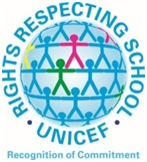 RIGHTS RESPECTING SCHOOL
• UNICEF •
Recognition of Commitment